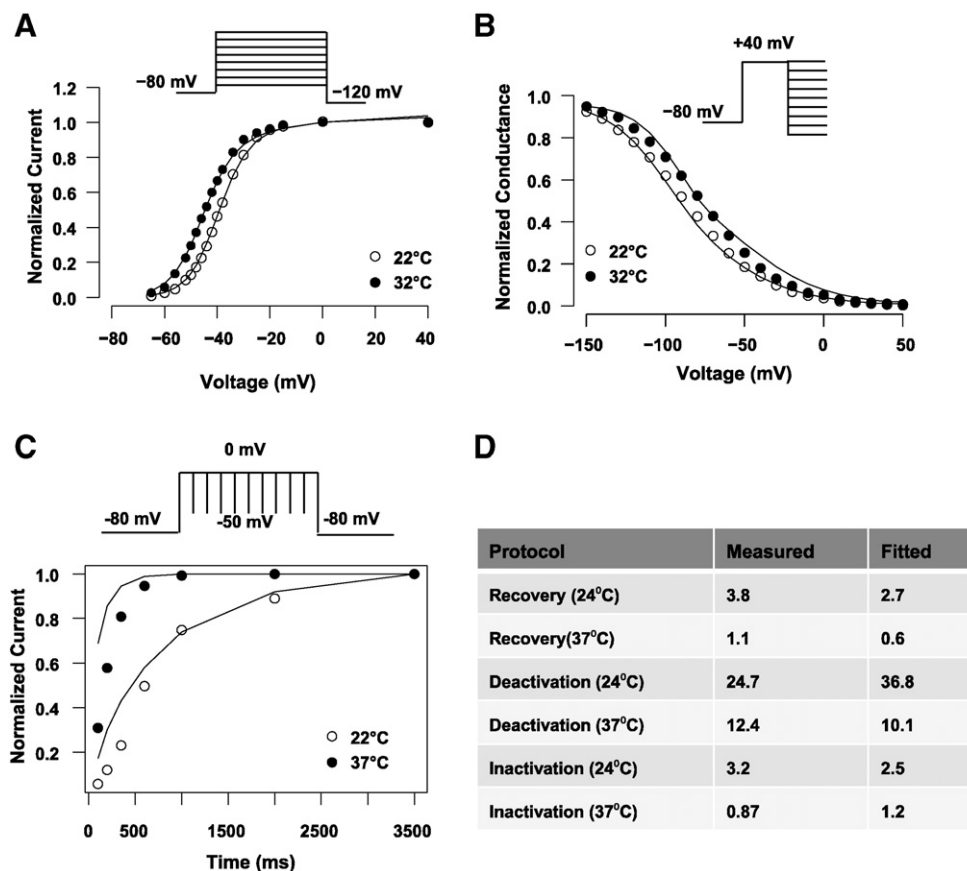 A
−80 mV
−120 mV
Normalized Current
1.2
1.0
0.8
0.6
0.4
0.2
0.0
22°C
32°C
−80 −60 −40 −20 0 20 40
Voltage (mV)
B
+40 mV
−80 mV
Normalized Conductance
1.0
0.8
0.6
0.4
0.2
0.0
22°C
32°C
−150 −100 −50 0 50
Voltage (mV)
C
0 mV
-80 mV
-50 mV
-80 mV
Normalized Current
1.0
0.8
0.6
0.4
0.2
22°C
37°C
0 500 1500 2500 3500
Time (ms)
D
Protocol Measured Fitted
Recovery (24⁰C) 3.8 2.7
Recovery(37⁰C) 1.1 0.6
Deactivation (24⁰C) 24.7 36.8
Deactivation (37⁰C) 12.4 10.1
Inactivation (24⁰C) 3.2 2.5
Inactivation (37⁰C) 0.87 1.2